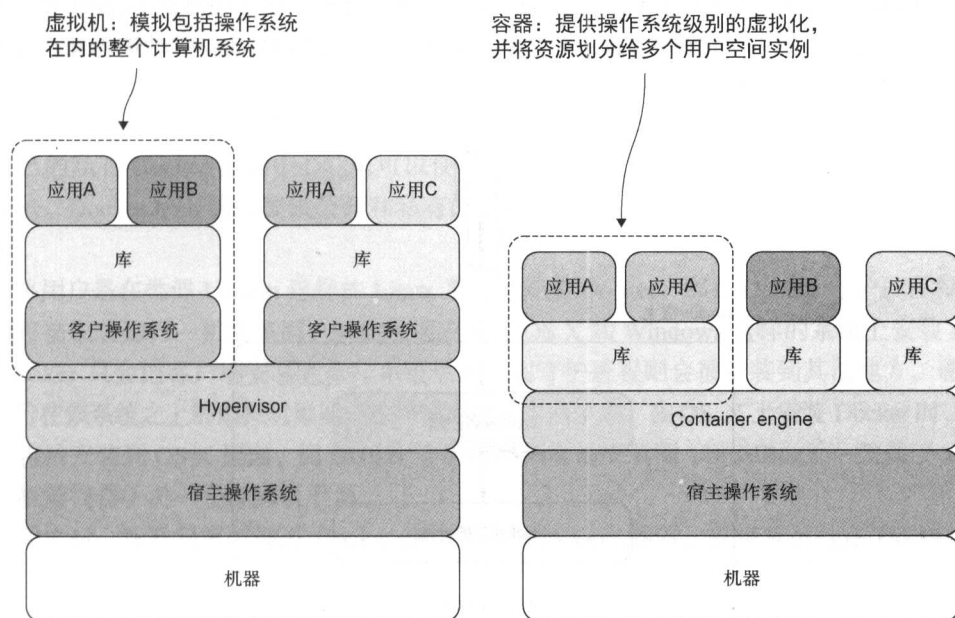 虚拟机：模拟包括操作系统
在内的整个计算机系统
容器：提供操作系统级别的虚拟化，
并将资源划分给多个用户空间实例
应用A
应用B
应用A
应用C
库
库
客户操作系统
客户操作系统
Hypervisor
宿主操作系统
机器
应用A
应用A
应用B
应用C
库
库
库
Container engine
宿主操作系统
机器